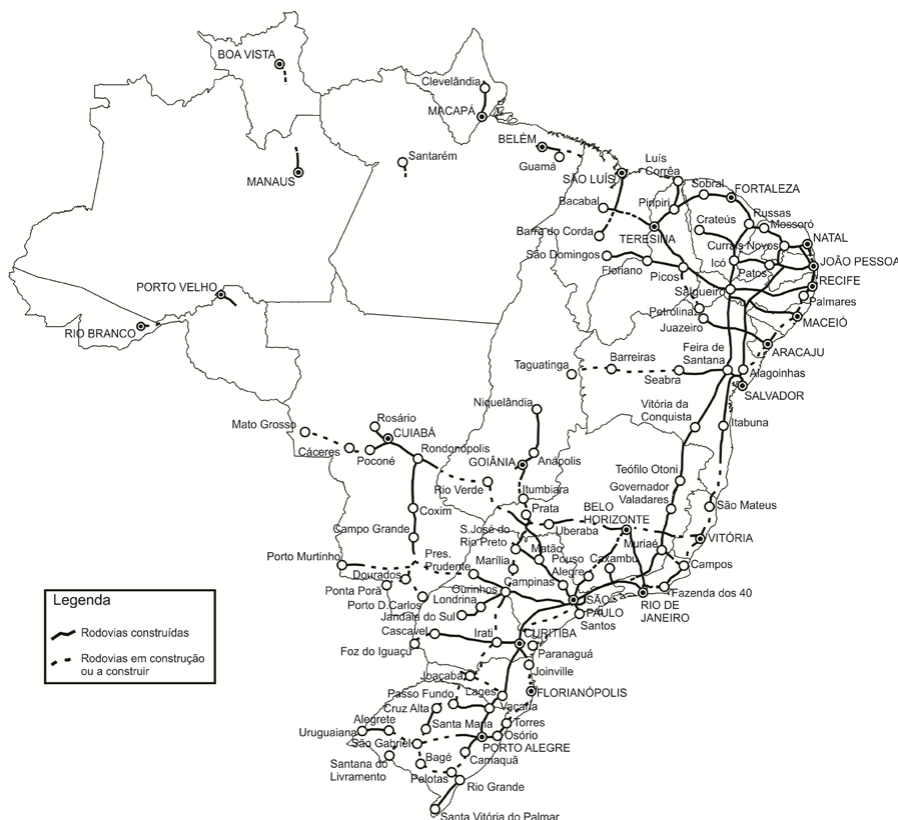 BOA VISTA
Clevelândia
MACAPÁ
BELÉM
Guamá
Santarém
MANAUS
SÃO LUÍS
Luís
Corrêa
Sobral
FORTALEZA
Bacabal
Piripiri
Crateús
Russas
Mossoró
Barra do Corda
TERESINA
Currais Novos
NATAL
São Domingos
Icó
Patos
JOÃO PESSOA
Floriano
Picos
RECIFE
Salgueiro
Palmares
PORTO VELHO
Petrolina
MACEIÓ
Juazeiro
RIO BRANCO
ARACAJU
Feira de
Santana
Taguatinga
Barreiras
Seabra
Alagoinhas
SALVADOR
Niquelândia
Vitória da
Conquista
Itabuna
Mato Grosso
Rosário
CUIABÁ
Cáceres
Poconé
Rondonópolis
GOIÂNIA
Anápolis
Teófilo Otoni
Rio Verde
Itumbiara
Governador
Valadares
Coxim
Prata
São Mateus
BELO
HORIZONTE
Campo Grande
S.José do
Rio Preto
Uberaba
VITÓRIA
Muriaé
Matão
Caxambu
Porto Murtinho
Pres.
Prudente
Marília
Pouso
Alegre
Campos
Dourados
Campinas
Ponta Porã
Ourinhos
Fazenda dos 40
Porto D.Carlos
Londrina
SÃO
PAULO
RIO DE
JANEIRO
Jandaia do Sul
Santos
Cascavel
Irati
CURITIBA
Foz do Iguaçu
Paranaguá
Joinville
Joaçaba
Passo Fundo
Lages
FLORIANÓPOLIS
Cruz Alta
Vacaria
Alegrete
Santa Maria
Torres
Uruguaiana
São Gabriel
Osório
PORTO ALEGRE
Santana do
Livramento
Bagé
Camaquã
Pelotas
Rio Grande
Santa Vitória do Palmar
Legenda
Rodovias construídas
Rodovias em construção
ou a construir